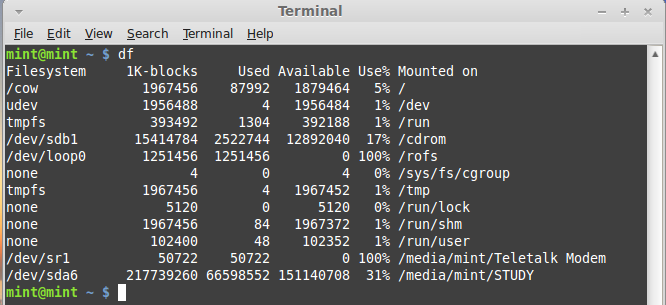 Terminal
File Edit View Search Terminal Help
mint@mint ~ $ df
Filesystem 1K-blocks Used Available Use% Mounted on
/cow 1967456 87992 1879464 5% /
udev 1956488 4 1956484 1% /dev
tmpfs 393492 1304 392188 1% /run
/dev/sdb1 15414784 2522744 12892040 17% /cdrom
/dev/loop0 1251456 1251456 0 100% /rofs
none 4 0 4 0% /sys/fs/cgroup
tmpfs 1967456 4 1967452 1% /tmp
none 5120 0 5120 0% /run/lock
none 1967456 84 1967372 1% /run/shm
none 102400 48 102352 1% /run/user
/dev/sr1 50722 50722 0 100% /media/mint/Teletalk Modem
/dev/sda6 217739260 66598552 151140708 31% /media/mint/STUDY
mint@mint ~ $